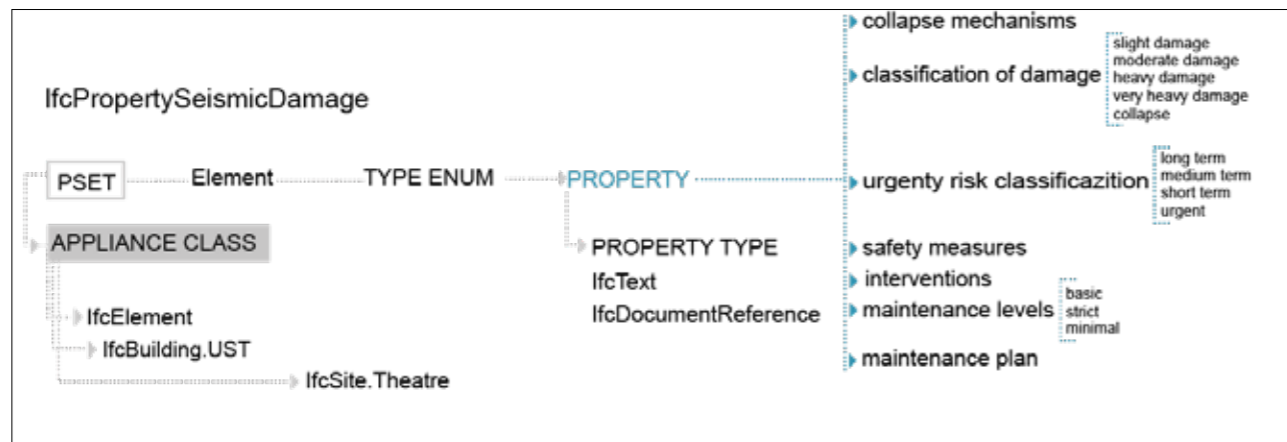 collapse mechanisms
classification of damage
slight damage
moderate damage
heavy damage
very heavy damage
collapse
IfcPropertySeismicDamage
PSET
Element
TYPE ENUM
PROPERTY
urgenty risk classificazition
long term
medium term
short term
urgent
APPLIANCE CLASS
PROPERTY TYPE
IfcText
IfcDocumentReference
safety measures
interventions
maintenance levels
basic
strict
minimal
maintenance plan
IfcElement
IfcBuilding.UST
IfcSite.Theatre